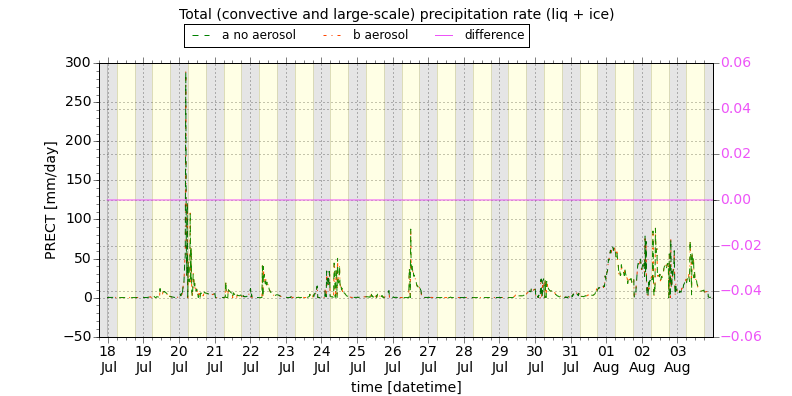 Total (convective and large-scale) precipitation rate (liq + ice)
a no aerosol b aerosol difference
300 0.06
250 0.04
200 0.02
150 0.00
100 −0.02
50 −0.04
0 −0.06
−50
PRECT [mm/day]
18 19 20 21 22 23 24 25 26 27 28 29 30 31 01 02 03
Jul Jul Jul Jul Jul Jul Jul Jul Jul Jul Jul Jul Jul Jul Aug Aug Aug
time [datetime]